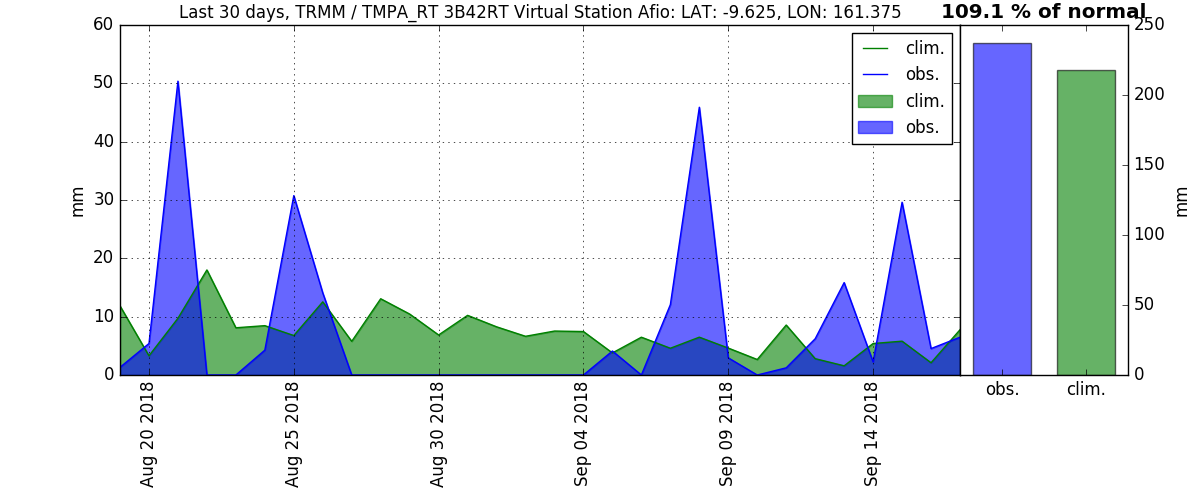 Last 30 days, TRMM / TMPA_RT 3B42RT Virtual Station Afio: LAT: -9.625, LON: 161.375
109.1 % of normal
60
50
40
30
20
10
0
mm
clim.
obs.
clim.
obs.
250
200
150
100
50
0
mm
obs.
clim.
Aug 20 2018
Aug 25 2018
Aug 30 2018
Sep 04 2018
Sep 09 2018
Sep 14 2018